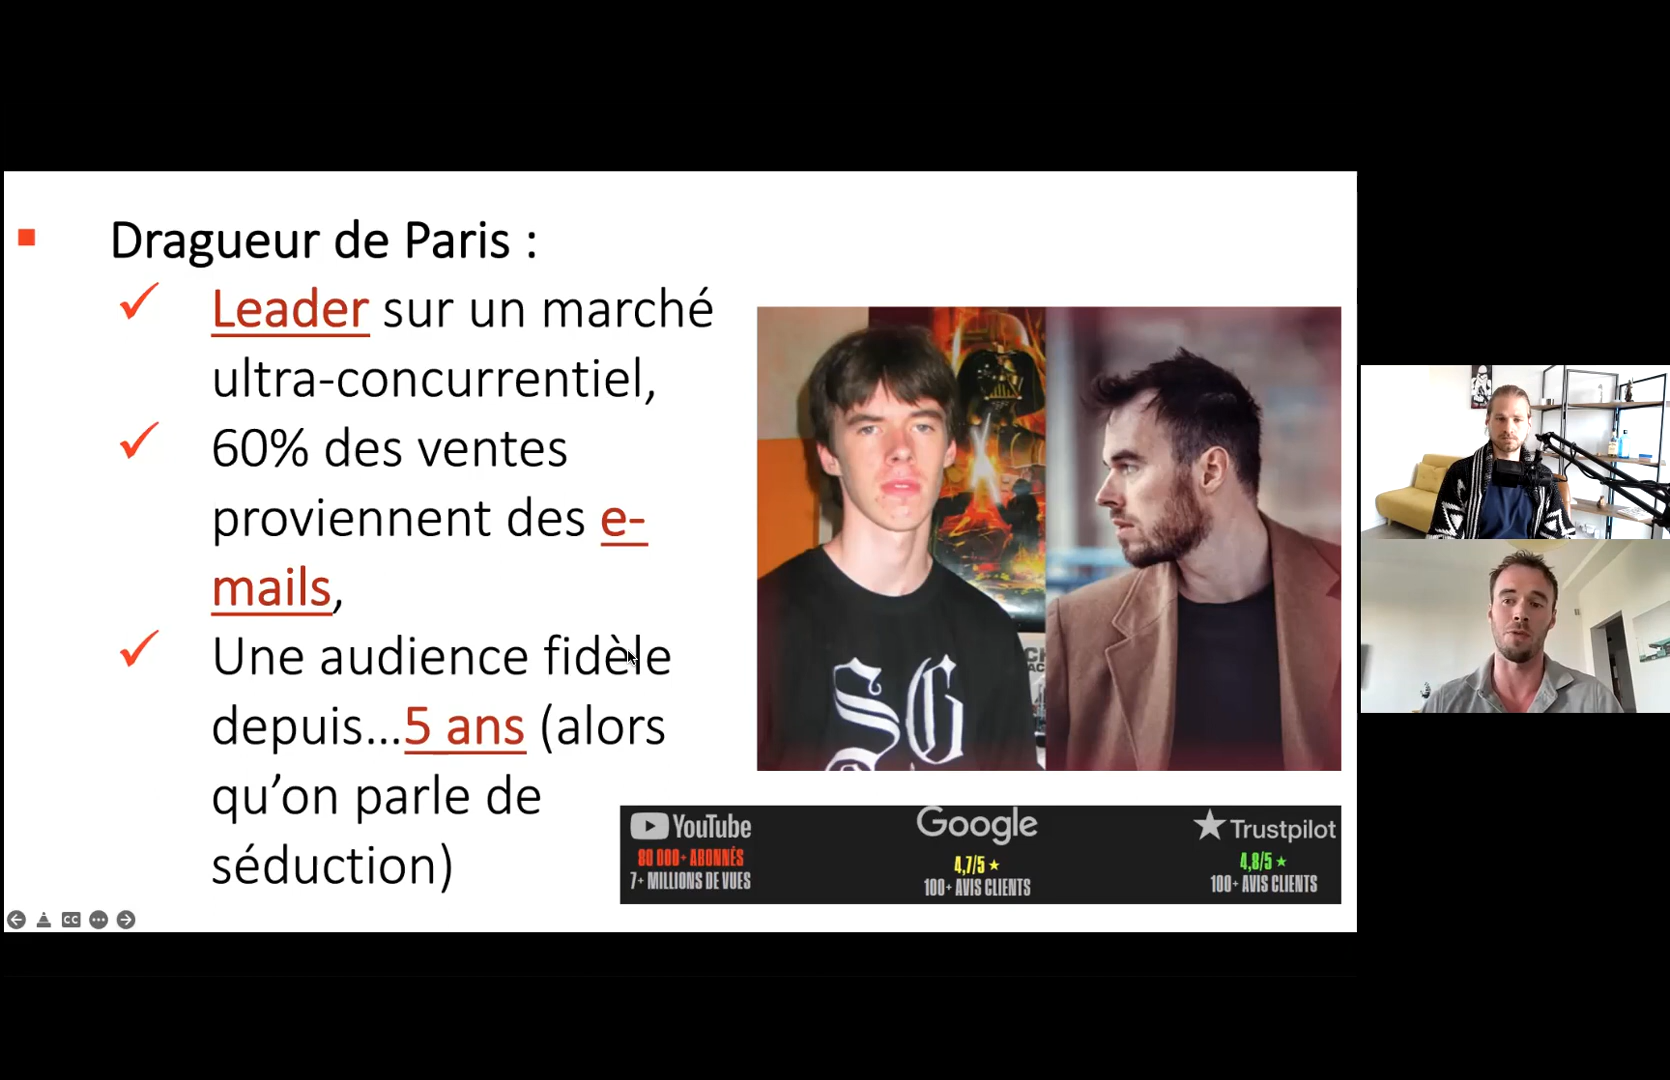 Dragueur de Paris :
Leader sur un marché
ultra-concurrentiel,
60% des ventes
proviennent des e-
mails,
Une audience fidèle
depuis...5 ans (alors
qu’on parle de
séduction)
SG
YouTube
80 000+ ABONNÉS
7+ MILLIONS DE VUES
Google
4,7/5 ★
100+ AVIS CLIENTS
Trustpilot
4,8/5 ★
100+ AVIS CLIENTS
CC